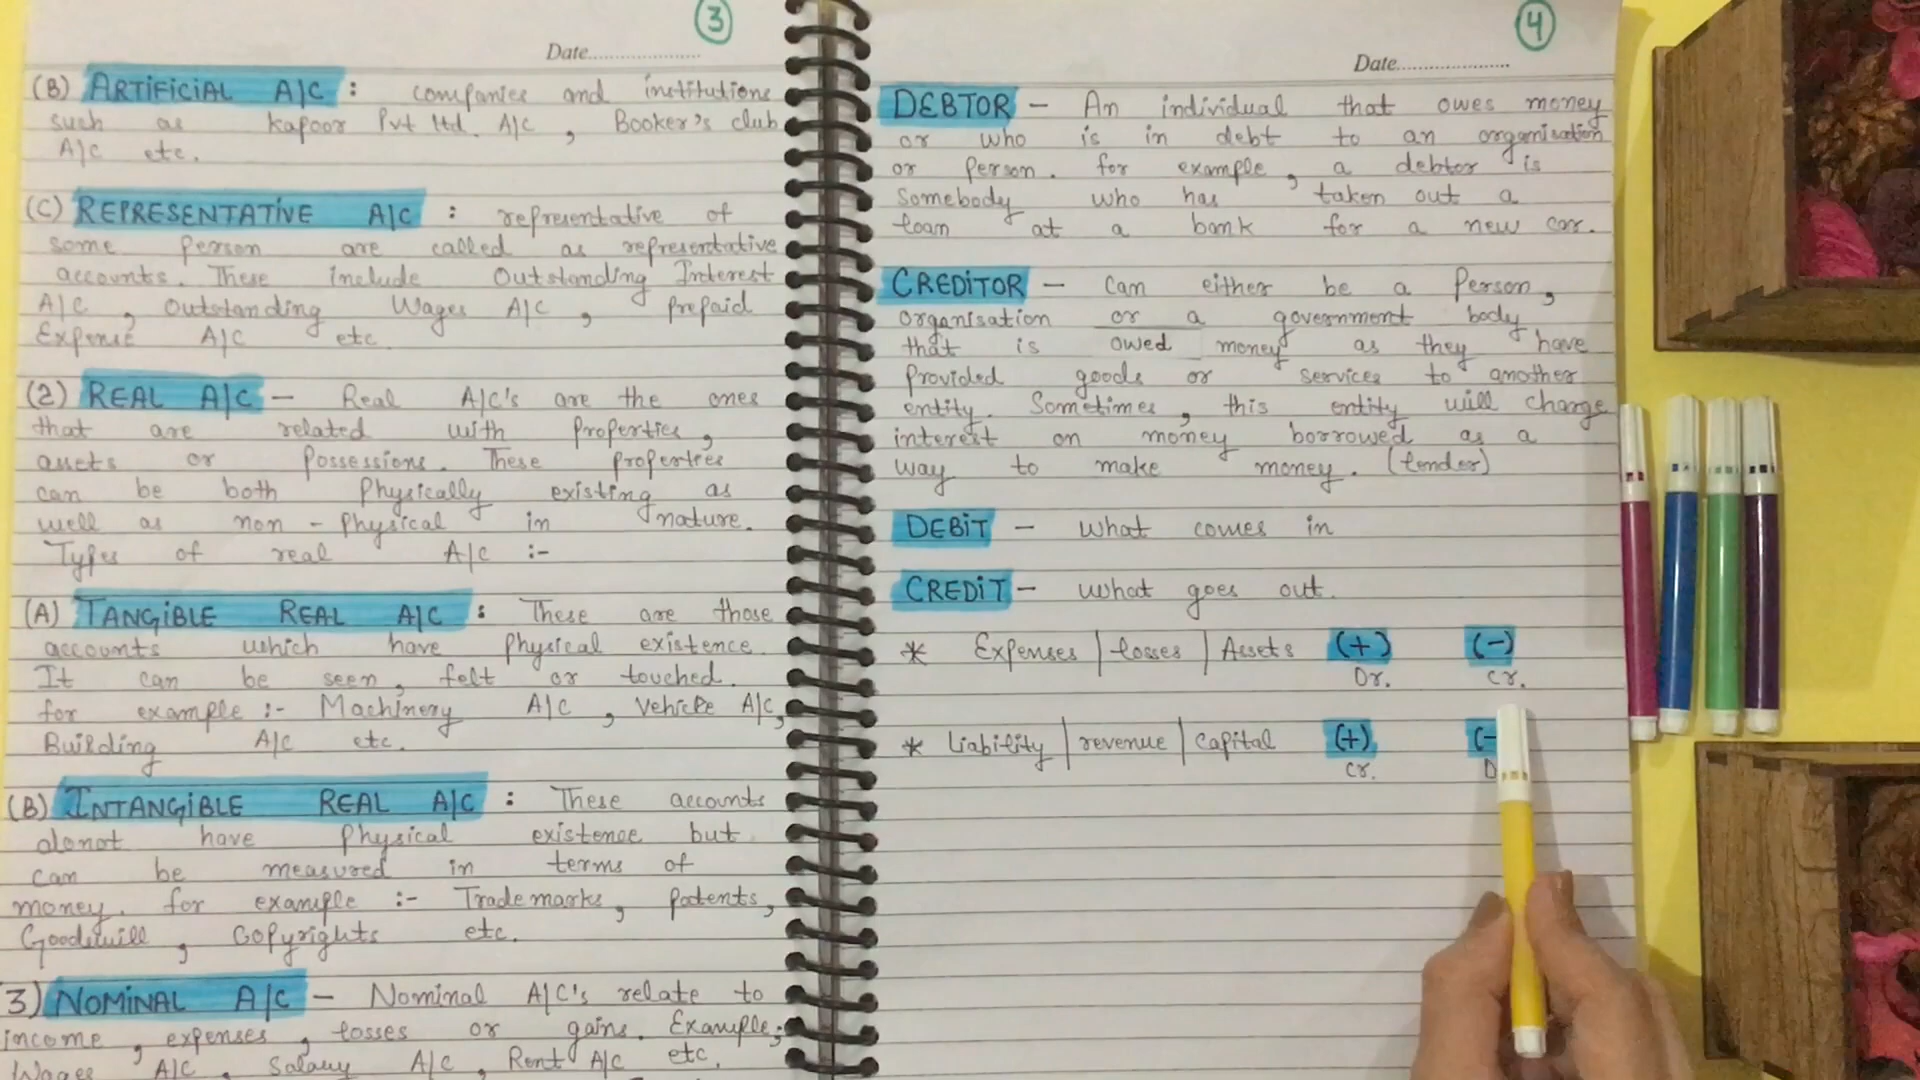 3
Date
(B) ARTIFICIAL A/C : companies and institutions
such as Kapoor Pvt ltd. A/C , Booker's club
A/C etc.
(C) REPRESENTATIVE A/C : representative of
some person are called as representative
accounts. These include Outstanding Interest
A/C , Outstanding Wages A/C , Prepaid
Expense A/C etc.
(2) REAL A/C – Real A/C's are the ones
that are related with properties,
assets or Possessions. These properties
can be both Physically existing as
well as non - Physical in nature.
Types of real A/C :-
(A) TANGIBLE REAL A/C : These are those
accounts which have Physical existence.
It can be seen, felt or touched.
for example :- Machinery A/C , Vehicle A/C,
Building A/C etc.
(B) INTANGIBLE REAL A/C : These accounts
donot have Physical existence but
can be measured in terms of
money. for example :- Trademarks, patents,
Goodwill , Copyrights etc.
3) NOMINAL A/C – Nominal A/C's relate to
income , expenses , losses or gains. Example,
Wages A/C , Salary A/C , Rent A/C etc.
4
Date
DEBTOR – An individual that owes money
or who is in debt to an organisation
or Person. for example, a debtor is
Somebody who has taken out a
loan at a bank for a new car.
CREDITOR – Can either be a Person,
organisation or a government body
that is owed money as they have
Provided goods or services to another
entity. Sometimes, this entity will charge
interest on money borrowed as a
way to make money. (lender)
DEBIT – what comes in
CREDIT – what goes out.
* Expenses | losses | Assets (+) (-)
Dr. Cr.
* Liability | revenue | capital (+) (-
Cr. D